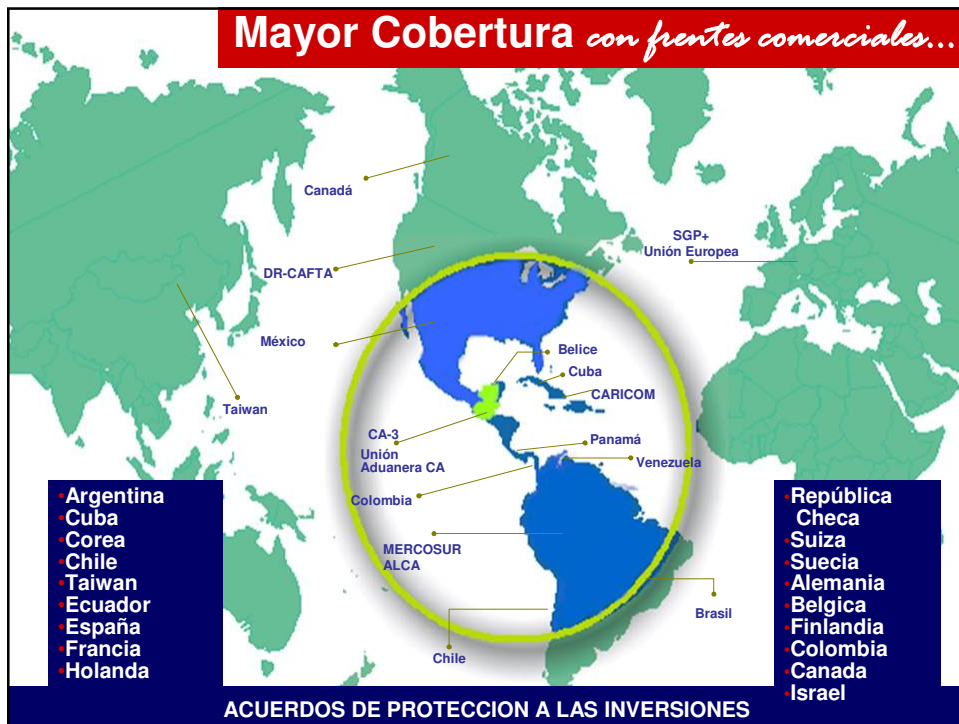 Mayor Cobertura con frentes comerciales...
Canadá
SGP+
Unión Europea
DR-CAFTA
México
Belice
Cuba
Taiwan
CARICOM
CA-3
Unión
Aduanera CA
Panamá
Venezuela
Colombia
MERCOSUR
ALCA
Brasil
Chile
•Argentina
•Cuba
•Corea
•Chile
•Taiwan
•Ecuador
•España
•Francia
•Holanda
•República
Checa
•Suiza
•Suecia
•Alemania
•Belgica
•Finlandia
•Colombia
•Canada
•Israel
ACUERDOS DE PROTECCION A LAS INVERSIONES